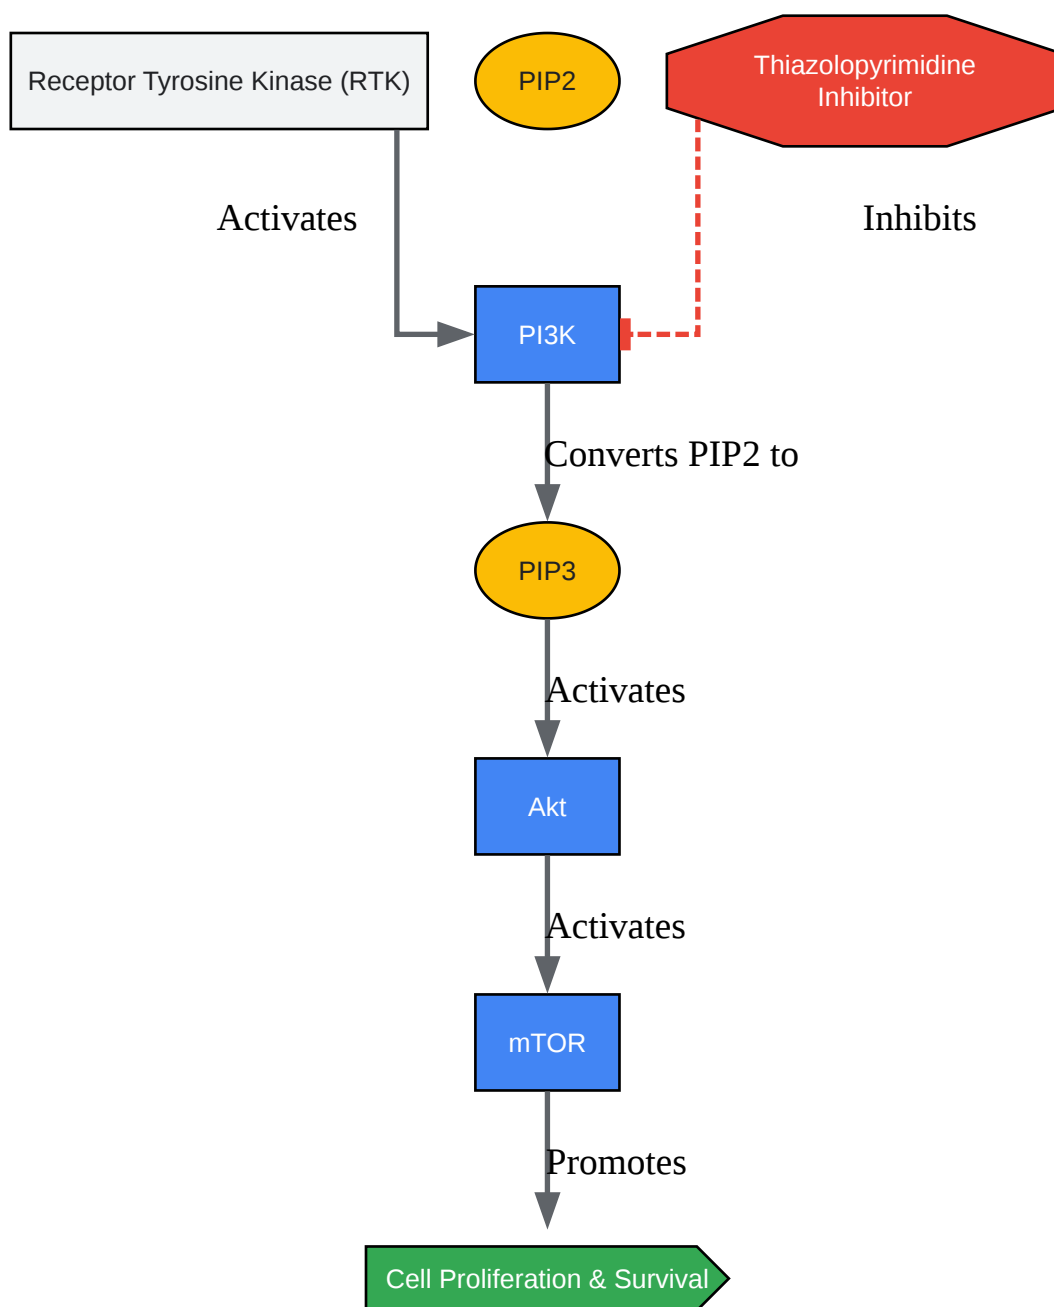 Receptor Tyrosine Kinase (RTK)
PIP2
Thiazolopyrimidine
Inhibitor
Activates
Inhibits
PI3K
Converts PIP2 to
PIP3
Activates
Akt
Activates
mTOR
Promotes
Cell Proliferation & Survival